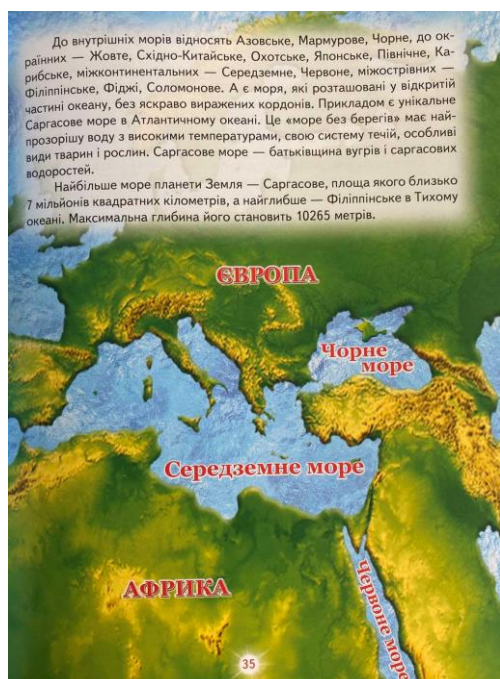 До внутрішніх морів відносять Азовське, Мармурове, Чорне, до ок-
раїнних — Жовте, Східно-Китайське, Охотське, Японське, Північне, Ка-
рибське, міжконтинентальних — Середземне, Червоне, міжострівних —
Філіппінське, Фіджі, Соломонове. А є моря, які розташовані у відкритій
частині океану, без яскраво виражених кордонів. Прикладом є унікальне
Саргасове море в Атлантичному океані. Це «море без берегів» має най-
прозорішу воду з високими температурами, свою систему течій, особливі
види тварин і рослин. Саргасове море — батьківщина вугрів і саргасових
водоростей.
Найбільше море планети Земля — Саргасове, площа якого близько
7 мільйонів квадратних кілометрів, а найглибше — Філіппінське в Тихому
океані. Максимальна глибина його становить 10265 метрів.
ЄВРОПА
Чорне
море
Середземне море
АФРИКА
Червоне море
35